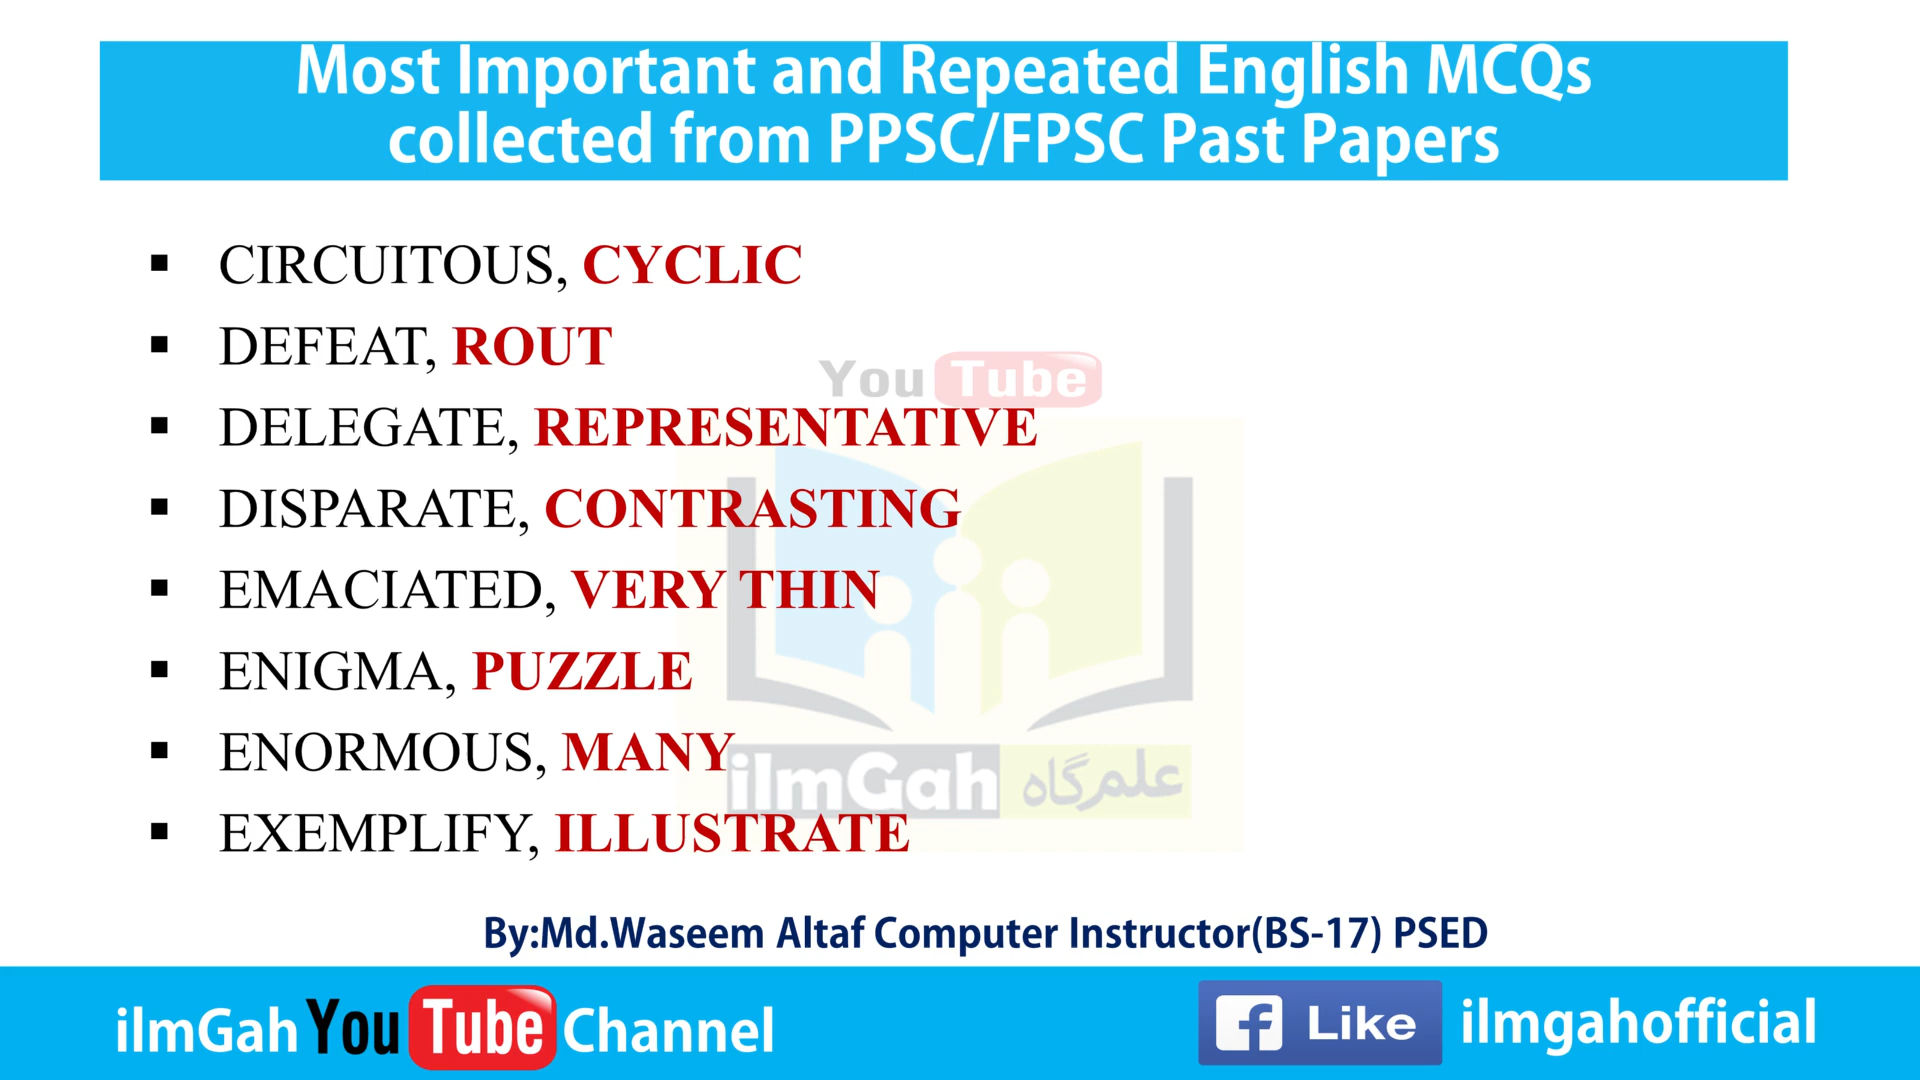 Most Important and Repeated English MCQs
collected from PPSC/FPSC Past Papers
▪ CIRCUITOUS, CYCLIC
▪ DEFEAT, ROUT
You Tube
▪ DELEGATE, REPRESENTATIVE
▪ DISPARATE, CONTRASTING
▪ EMACIATED, VERY THIN
▪ ENIGMA, PUZZLE
▪ ENORMOUS, MANY
ilmGah علم گاہ
▪ EXEMPLIFY, ILLUSTRATE
By:Md.Waseem Altaf Computer Instructor(BS-17) PSED
ilmGah YouTube Channel
f Like ilmgahofficial